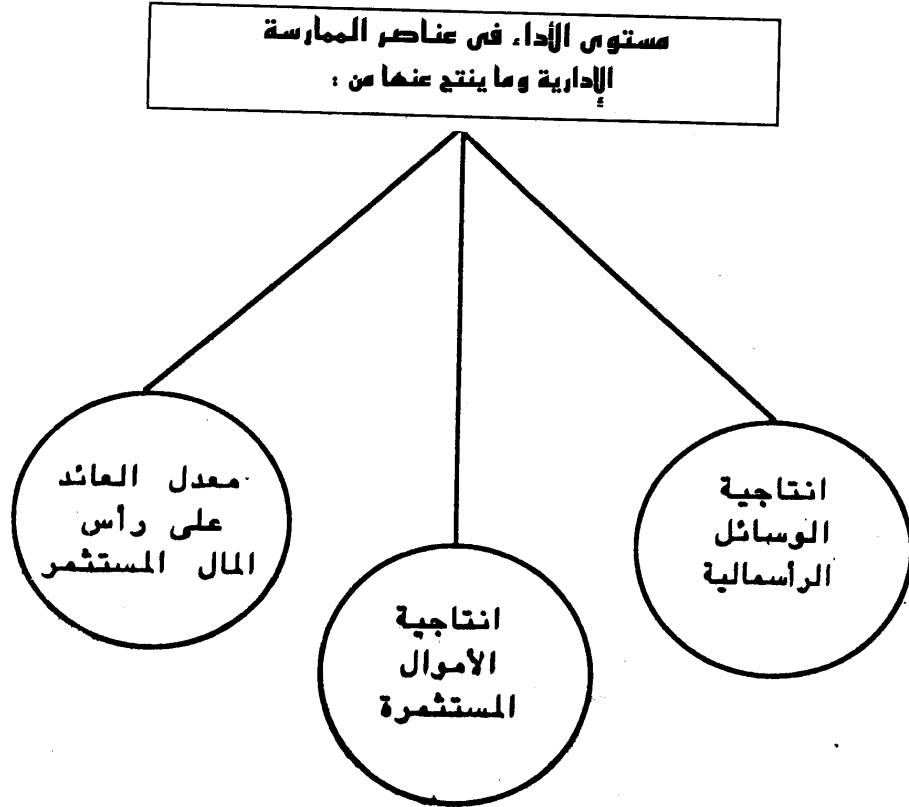 مستوى الأداء فى عناصر الممارسة
الإدارية وما ينتج عنها من :
انتاجية
الوسائل
الرأسمالية
انتاجية
الأموال
المستثمرة
معدل العائد
على رأس
المال المستثمر